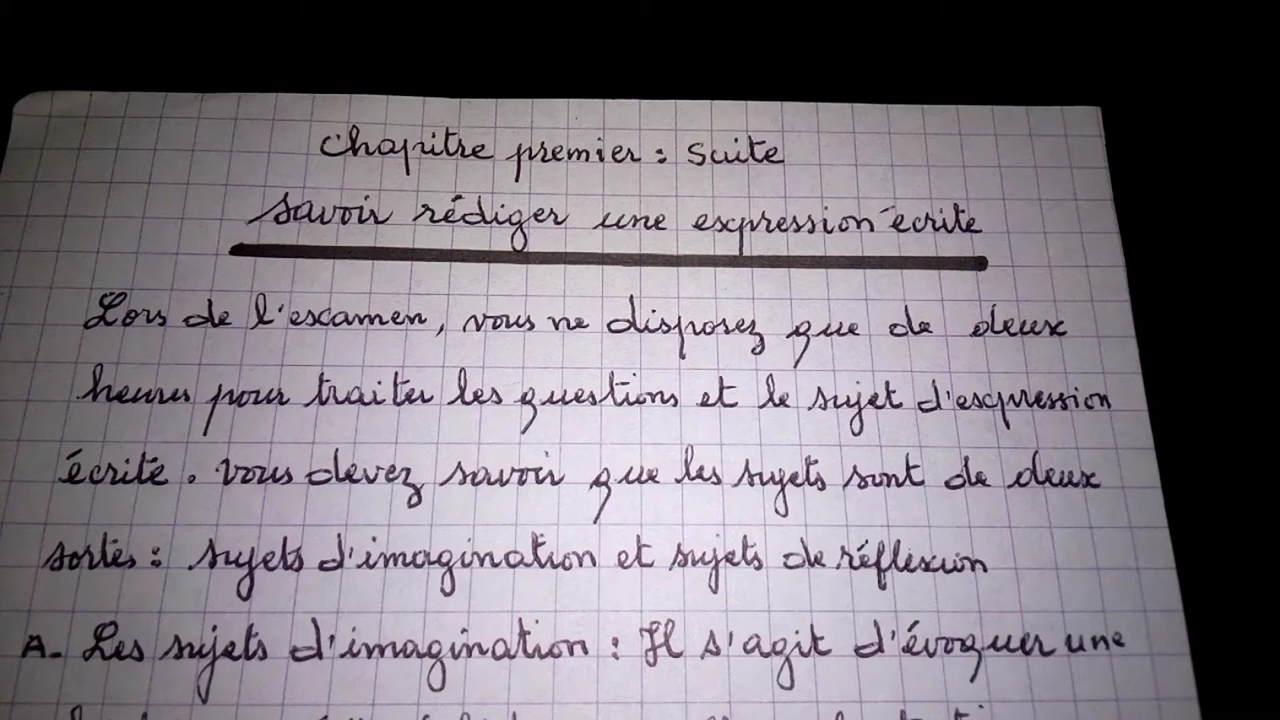 Chapitre premier : Suite
Savoir rédiger une expression écrite
Lors de l'examen, vous ne disposez que de deux
heures pour traiter les questions et le sujet d'expression
écrite. Vous devez savoir que les sujets sont de deux
sortes : sujets d'imagination et sujets de réflexion
A. Les sujets d'imagination : Il s'agit d'évoquer une